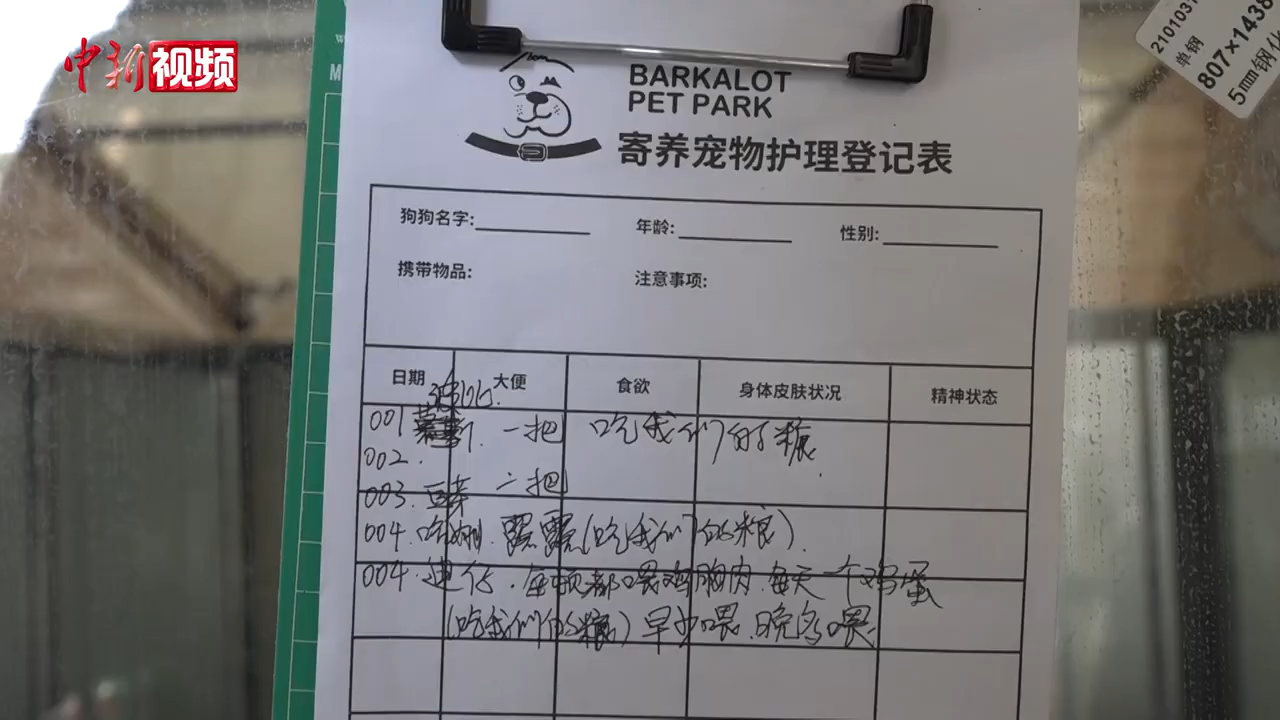 中新视频
BARKALOT
PET PARK
寄养宠物护理登记表
2101031
单钢
807×1438
5mm钢化
狗狗名字:
年龄:
性别:
携带物品:
注意事项:
日期
大便
食欲
身体皮肤状况
精神状态
001 一把 吃我们的粮.
002.
003. 豆芽 二把
004. 露露(吃我们的粮).
004. 每顿都喂鸡胸肉. 每天一个鸡蛋
(吃我们的粮) 早少喂. 晚多喂.